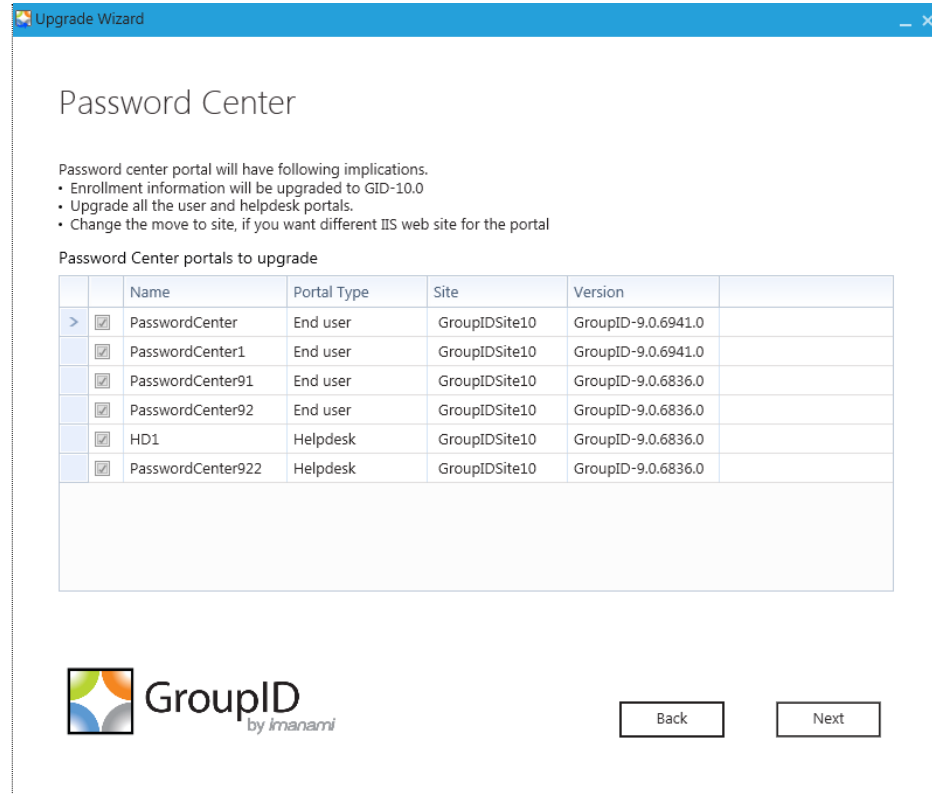 Upgrade Wizard
Password Center
Password center portal will have following implications.
• Enrollment information will be upgraded to GID-10.0
• Upgrade all the user and helpdesk portals.
• Change the move to site, if you want different IIS web site for the portal
Password Center portals to upgrade
Name Portal Type Site Version
PasswordCenter End user GroupIDSite10 GroupID-9.0.6941.0
PasswordCenter1 End user GroupIDSite10 GroupID-9.0.6941.0
PasswordCenter91 End user GroupIDSite10 GroupID-9.0.6836.0
PasswordCenter92 End user GroupIDSite10 GroupID-9.0.6836.0
HD1 Helpdesk GroupIDSite10 GroupID-9.0.6836.0
PasswordCenter922 Helpdesk GroupIDSite10 GroupID-9.0.6836.0
GroupID
by imanami
Back Next